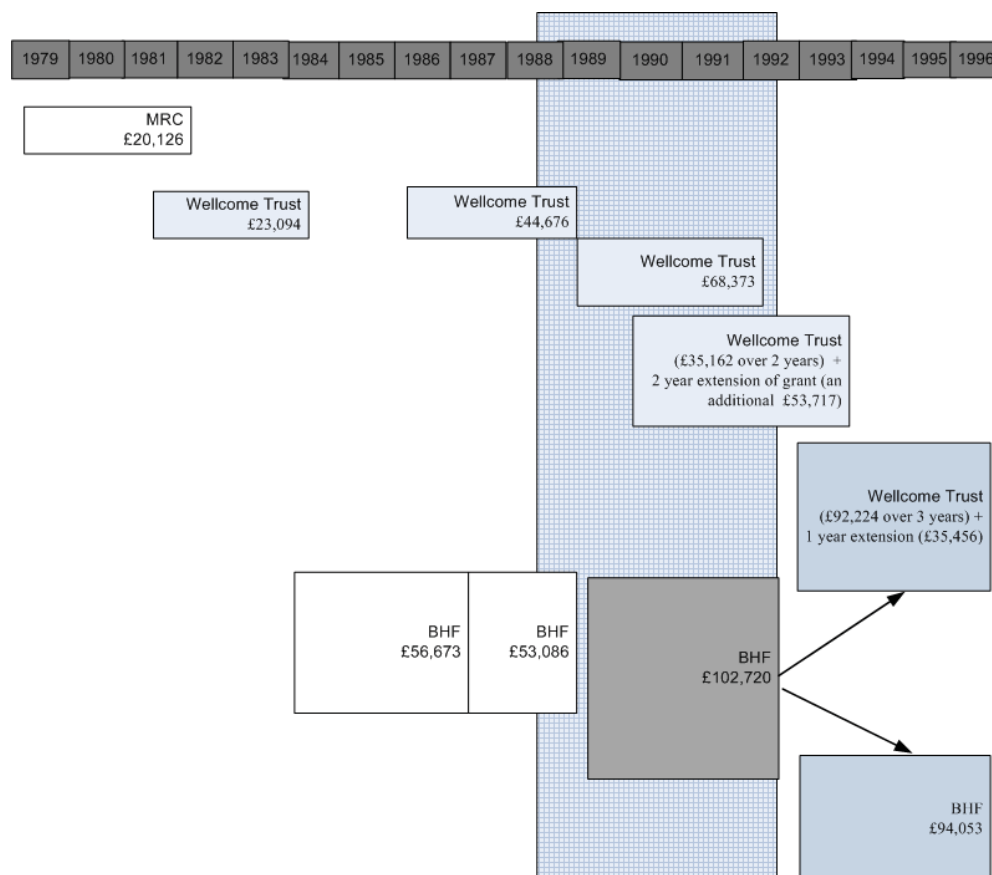 1979 1980 1981 1982 1983 1984 1985 1986 1987 1988 1989 1990 1991 1992 1993 1994 1995 1996
MRC
£20,126
Wellcome Trust
£23,094
Wellcome Trust
£44,676
Wellcome Trust
£68,373
Wellcome Trust
(£35,162 over 2 years) +
2 year extension of grant (an
additional £53,717)
Wellcome Trust
(£92,224 over 3 years) +
1 year extension (£35,456)
BHF
£56,673
BHF
£53,086
BHF
£102,720
BHF
£94,053